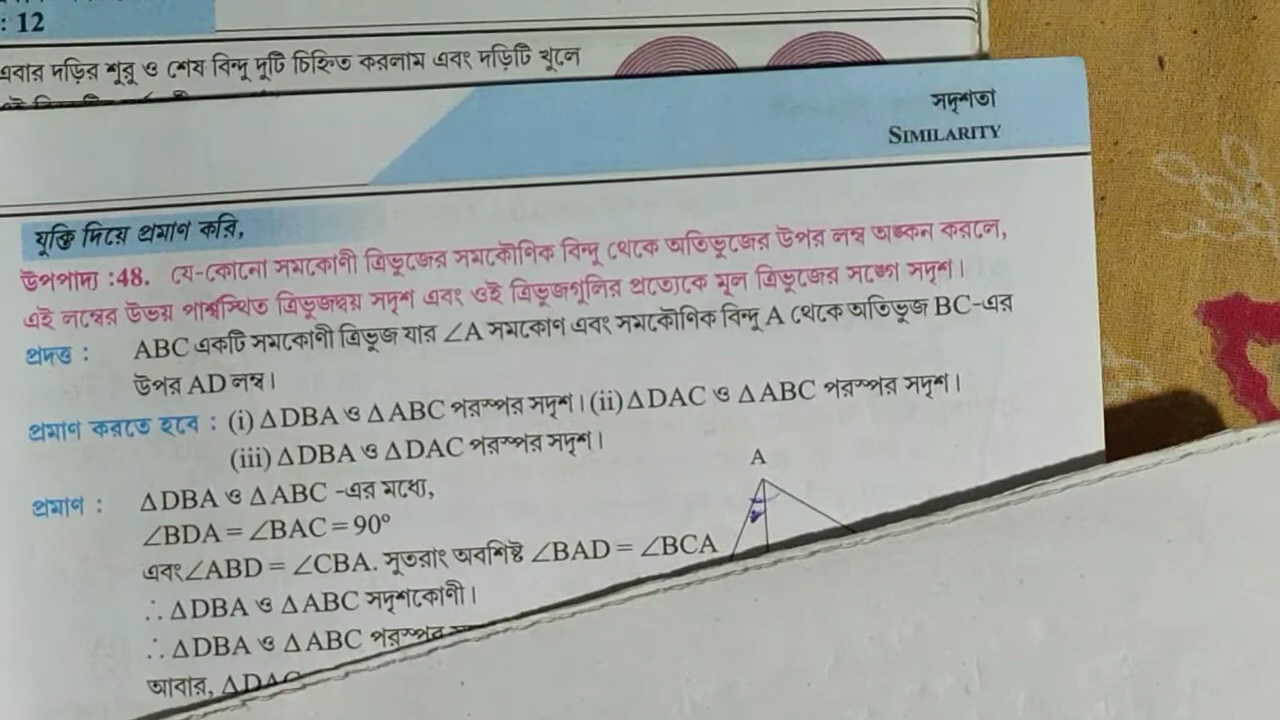 : 12
এবার দড়ির শুরু ও শেষ বিন্দু দুটি চিহ্নিত করলাম এবং দড়িটি খুলে
সদৃশতা
SIMILARITY
যুক্তি দিয়ে প্রমাণ করি,
উপপাদ্য :48. যে-কোনো সমকোণী ত্রিভুজের সমকৌণিক বিন্দু থেকে অতিভুজের উপর লম্ব অঙ্কন করলে,
এই লম্বের উভয় পার্শ্বস্থিত ত্রিভুজদ্বয় সদৃশ এবং ওই ত্রিভুজগুলির প্রত্যেকে মূল ত্রিভুজের সঙ্গে সদৃশ।
প্রদত্ত : ABC একটি সমকোণী ত্রিভুজ যার ∠A সমকোণ এবং সমকৌণিক বিন্দু A থেকে অতিভুজ BC-এর
উপর AD লম্ব।
প্রমাণ করতে হবে : (i) ΔDBA ও ΔABC পরস্পর সদৃশ। (ii) ΔDAC ও ΔABC পরস্পর সদৃশ।
(iii) ΔDBA ও ΔDAC পরস্পর সদৃশ।
প্রমাণ : ΔDBA ও ΔABC -এর মধ্যে,
∠BDA = ∠BAC = 90°
এবং ∠ABD = ∠CBA. সুতরাং অবশিষ্ট ∠BAD = ∠BCA
∴ ΔDBA ও ΔABC সদৃশকোণী।
∴ ΔDBA ও ΔABC পরস্পর
আবার, ΔDAC
A